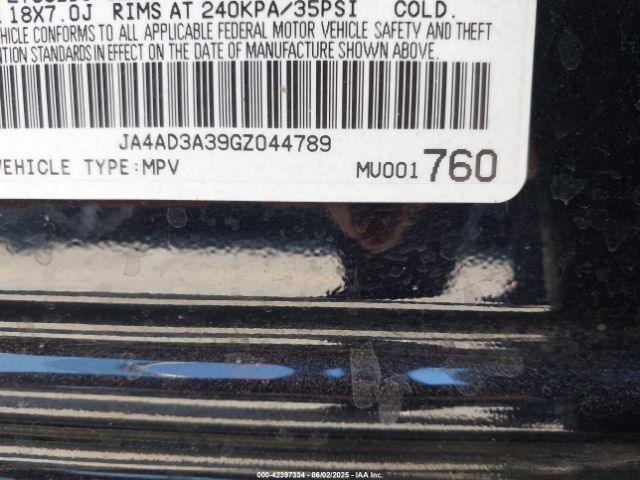 18X7.0J RIMS AT 240KPA/35PSI COLD.
VEHICLE CONFORMS TO ALL APPLICABLE FEDERAL MOTOR VEHICLE SAFETY AND THEFT
STANDARDS IN EFFECT ON THE DATE OF MANUFACTURE SHOWN ABOVE.
JA4AD3A39GZ044789
VEHICLE TYPE:MPV MU001 760
000-42397334 - 06/02/2025 - IAA Inc.